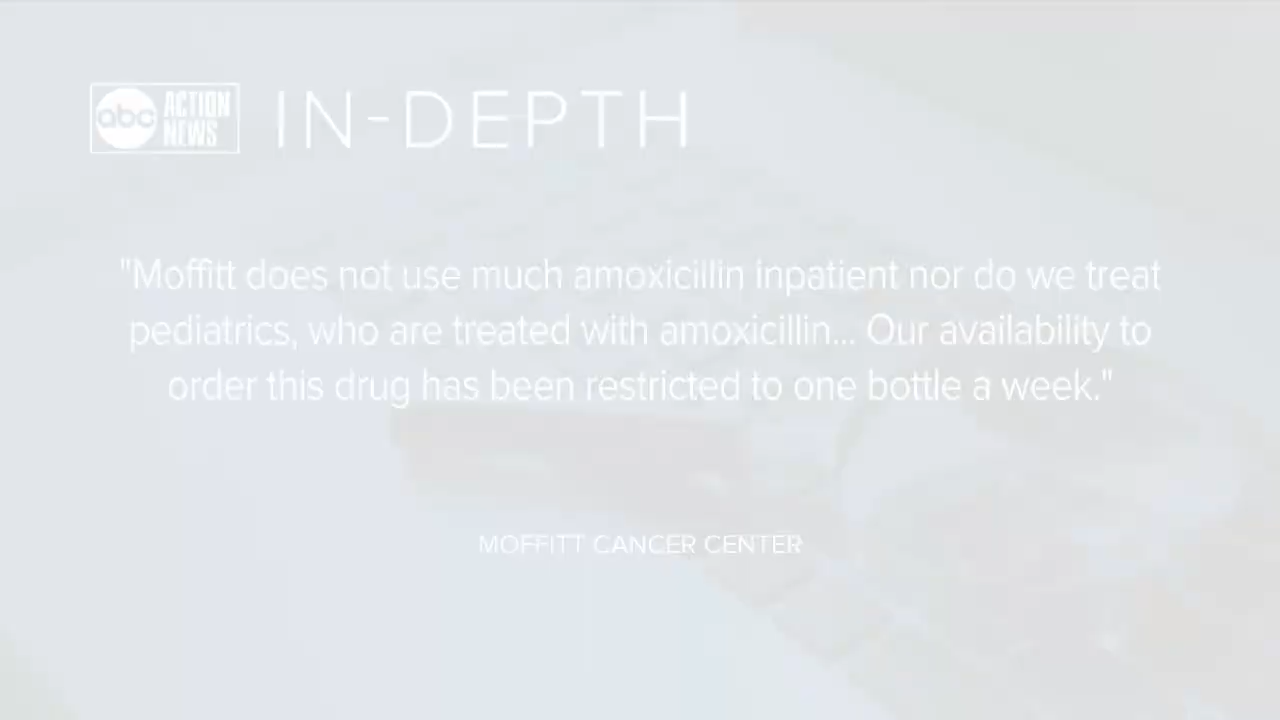 abc ACTION NEWS IN-DEPTH
"Moffitt does not use much amoxicillin inpatient nor do we treat
pediatrics, who are treated with amoxicillin... Our availability to
order this drug has been restricted to one bottle a week."
MOFFITT CANCER CENTER